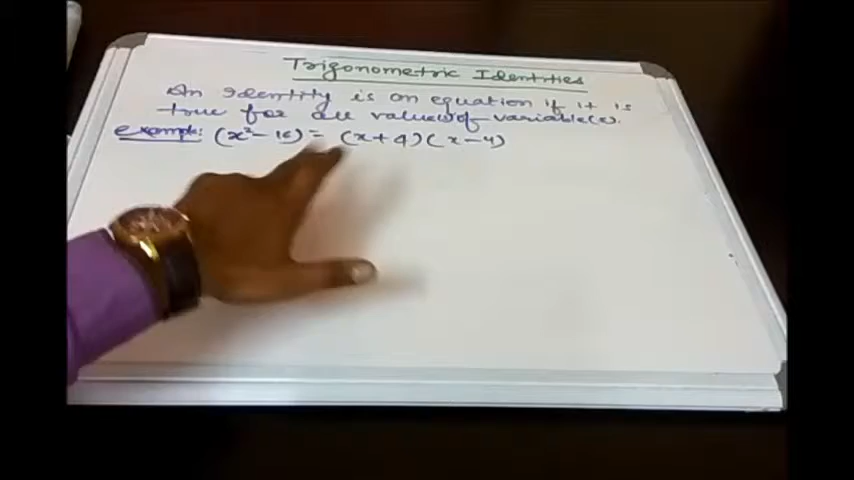 Trigonometric Identities
An Identity is an equation if it is
true for all values of variable(s).
example: (x²- 16) = (x+4)(x-4)